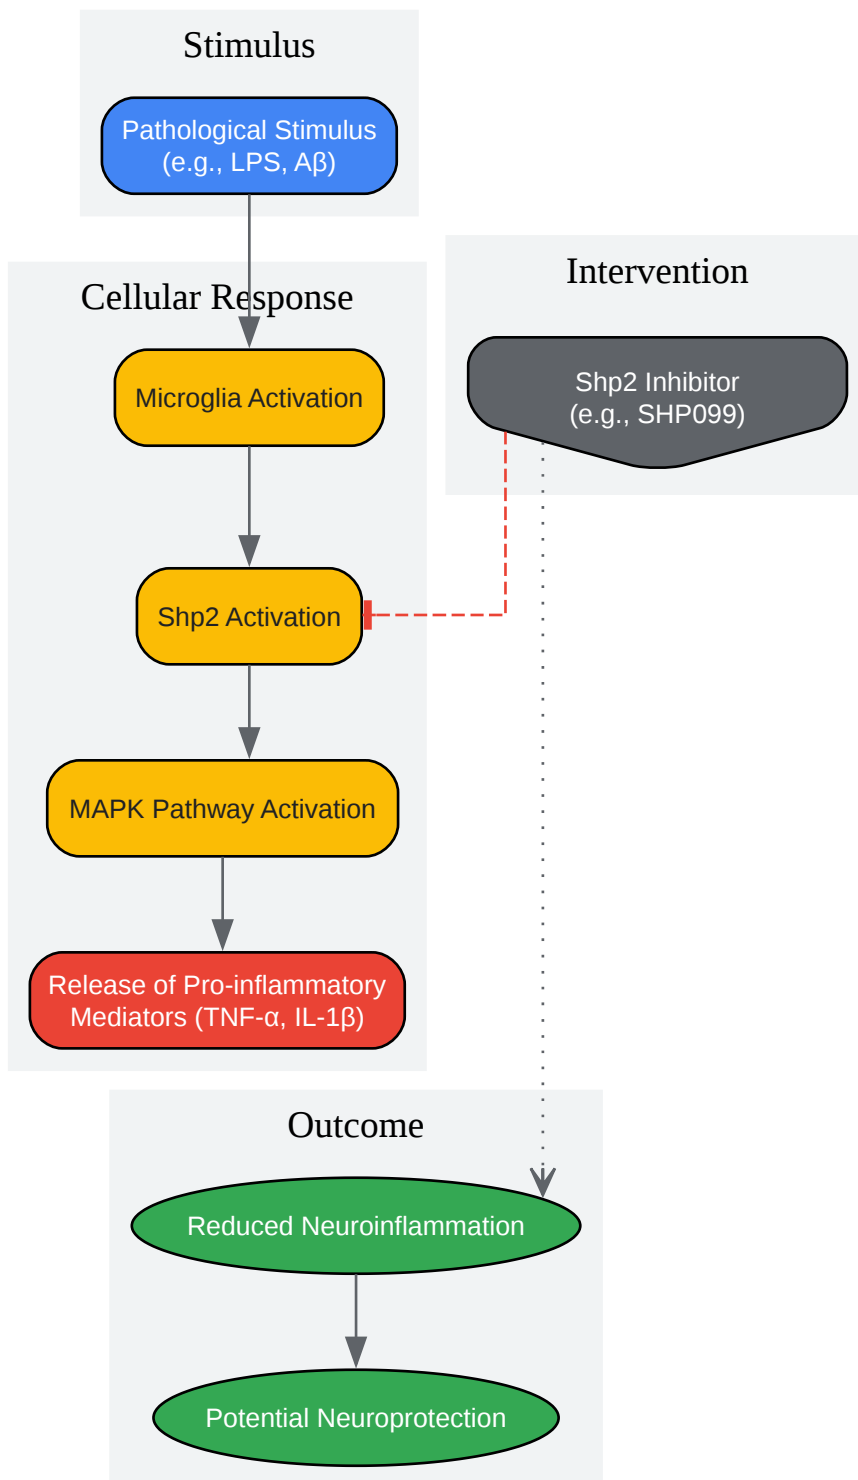 Stimulus
Pathological Stimulus
(e.g., LPS, Aβ)
Cellular Response
Microglia Activation
Shp2 Activation
MAPK Pathway Activation
Release of Pro-inflammatory
Mediators (TNF-α, IL-1β)
Intervention
Shp2 Inhibitor
(e.g., SHP099)
Outcome
Reduced Neuroinflammation
Potential Neuroprotection